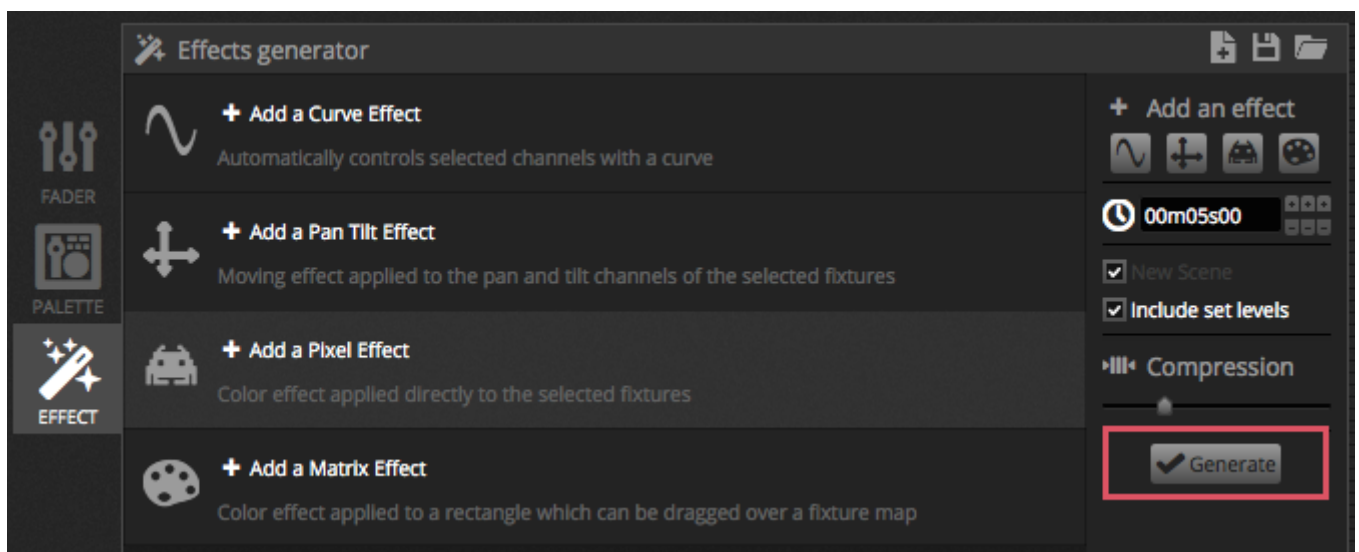 Effects generator
+ Add a Curve Effect
Automatically controls selected channels with a curve
+ Add a Pan Tilt Effect
Moving effect applied to the pan and tilt channels of the selected fixtures
+ Add a Pixel Effect
Color effect applied directly to the selected fixtures
+ Add a Matrix Effect
Color effect applied to a rectangle which can be dragged over a fixture map
FADER
PALETTE
EFFECT
+ Add an effect
00m05s00
New Scene
Include set levels
Compression
Generate